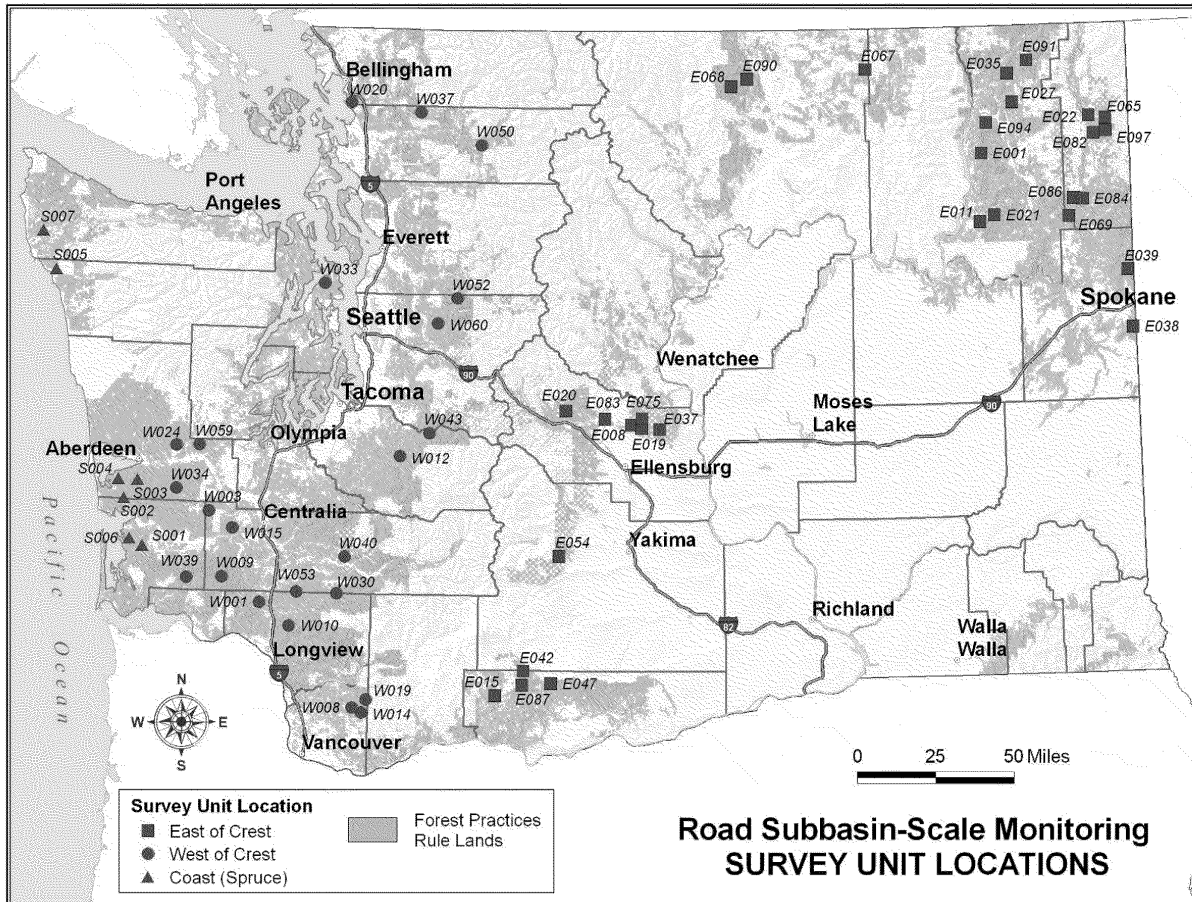 Bellingham
W020
W037
W050
E068
E090
E067
E035
E091
E027
E094
E001
E022
E065
E082
E097
E086
E084
E069
E011
E021
E039
Spokane
E038
Port
Angeles
S007
S005
5
Everett
W033
W052
Seattle
W060
90
Wenatchee
Tacoma
E020
E083
E075
E008
E019
E037
Moses
Lake
90
Ellensburg
Olympia
W043
W012
Aberdeen
W024
W059
S004
W034
S003
S002
W003
Centralia
W015
S006
S001
W040
W039
W009
W053
W030
W001
W010
Longview
E054
Yakima
82
Richland
Walla
Walla
Pacific Ocean
5
W019
W008
W014
Vancouver
E042
E015
E087
E047
N
W E
S
0 25 50 Miles
Survey Unit Location
East of Crest
West of Crest
Coast (Spruce)
Forest Practices
Rule Lands
Road Subbasin-Scale Monitoring
SURVEY UNIT LOCATIONS